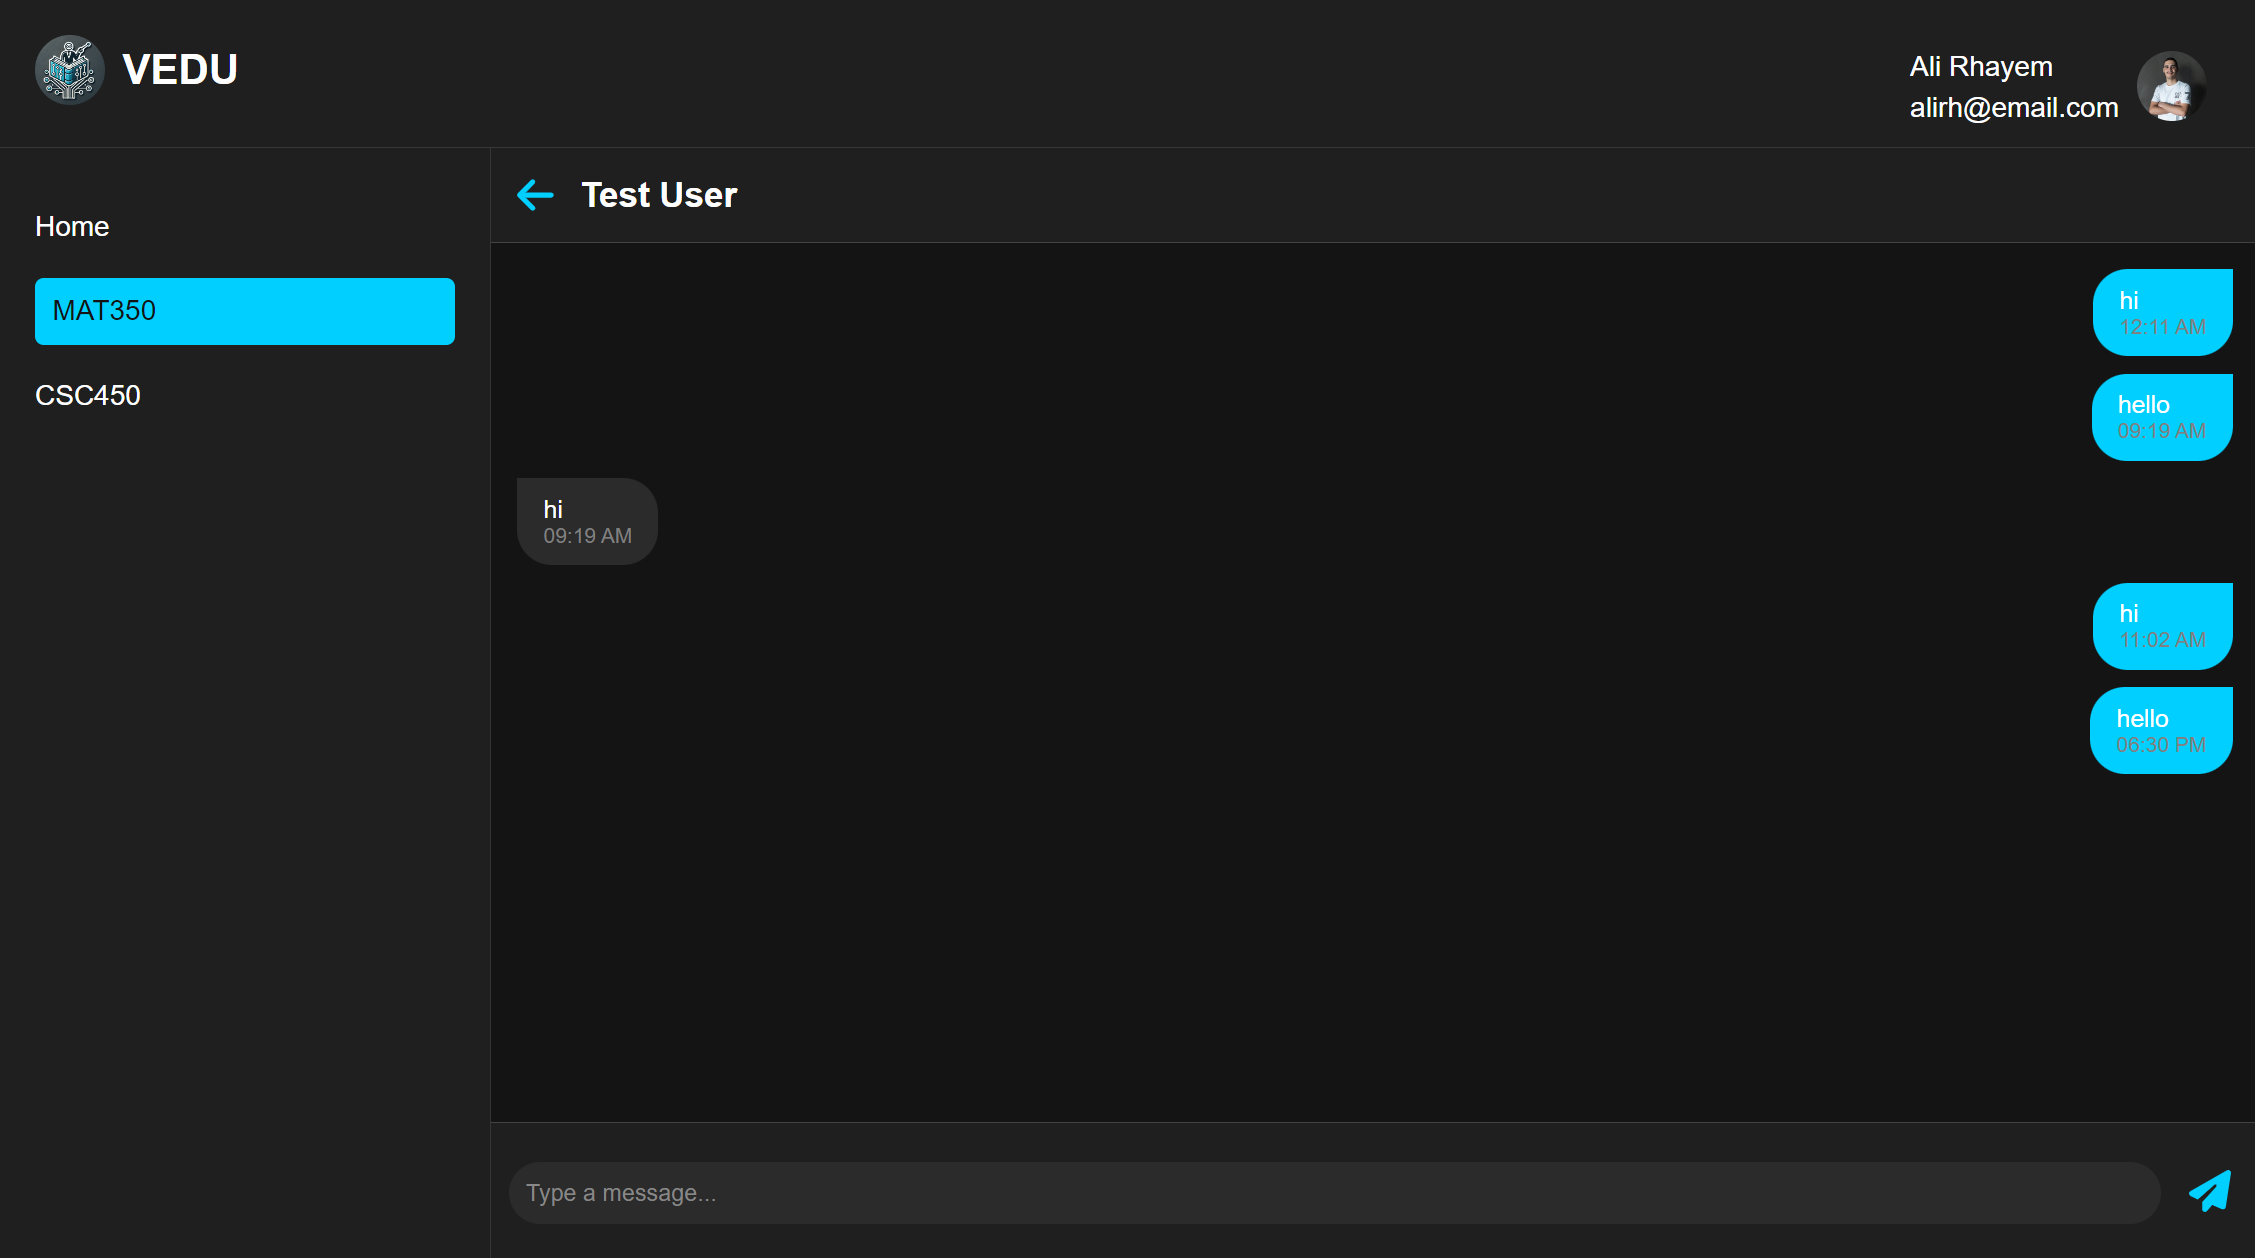 VEDU
Ali Rhayem
alirh@email.com
Home
MAT350
CSC450
Test User
hi
12:11 AM
hello
09:19 AM
hi
09:19 AM
hi
11:02 AM
hello
06:30 PM
Type a message...